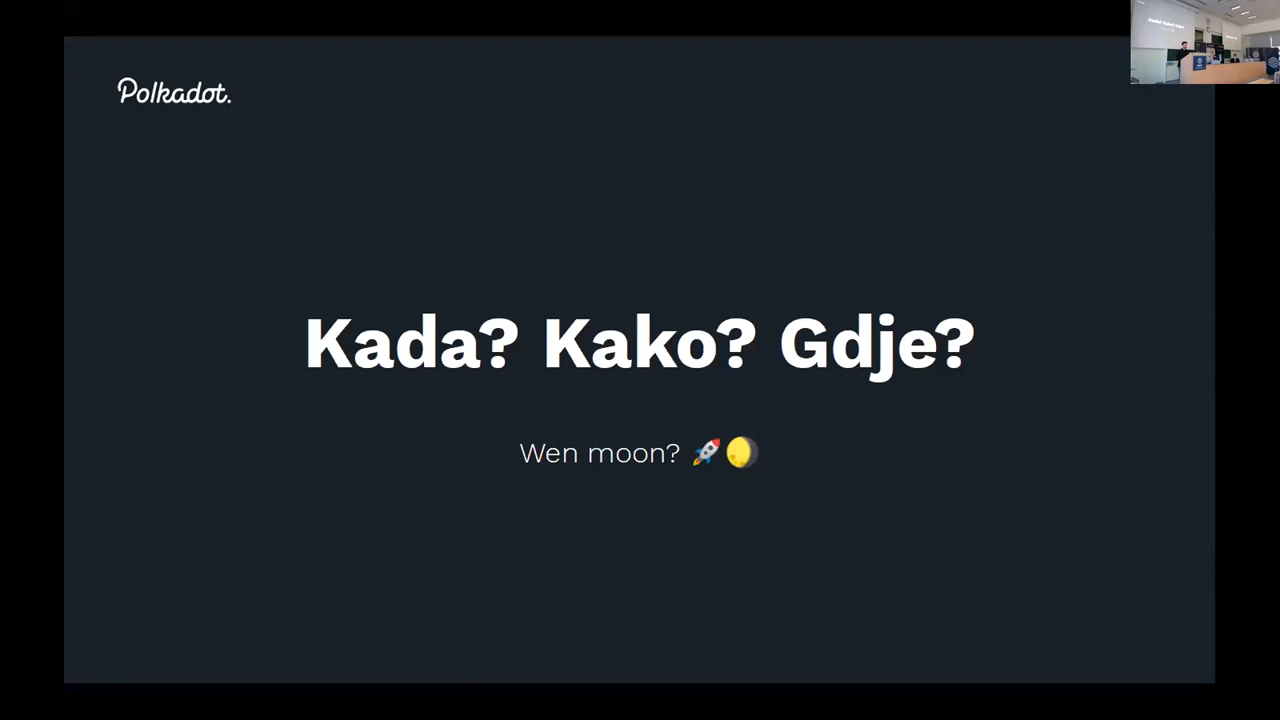 Polkadot.
Kada? Kako? Gdje?
Wen moon? 🚀🌖